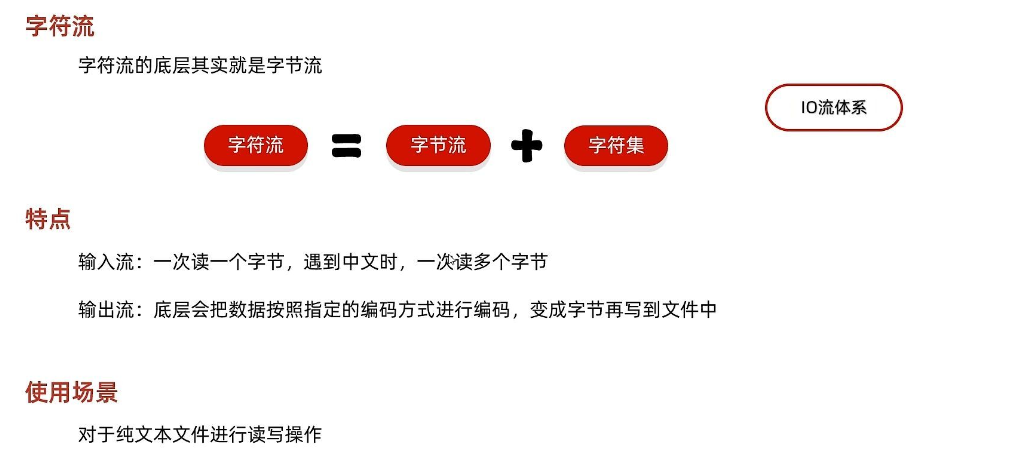 字符流
字符流的底层其实就是字节流
IO流体系
字符流 = 字节流 + 字符集
特点
输入流：一次读一个字节，遇到中文时，一次读多个字节
输出流：底层会把数据按照指定的编码方式进行编码，变成字节再写到文件中
使用场景
对于纯文本文件进行读写操作